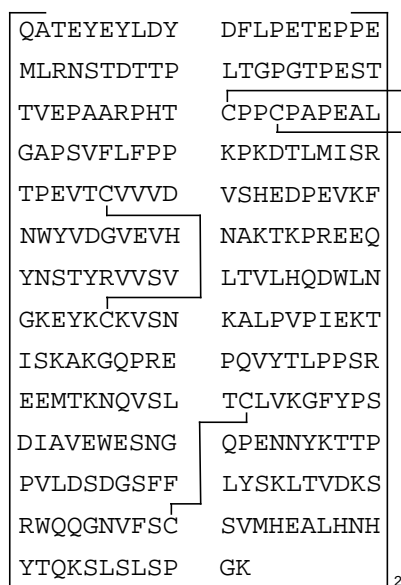 QATEYEYLDY DFLPETEPPE
MLRNSTDTTP LTGPGTPEST
TVEPAARPHT CPPCPAPEAL
GAPSVFLFPP KPKDTLMISR
TPEVTCVVVD VSHEDPEVKF
NWYVDGVEVH NAKTKPREEQ
YNSTYRVVSV LTVLHQDWLN
GKEYKCKVSN KALPVPIEKT
ISKAKGQPRE PQVYTLPPSR
EEMTKNQVSL TCLVKGFYPS
DIAVEWESNG QPENNYKTTP
PVLDSDGSFF LYSKLTVDKS
RWQQGNVFSC SVMHEALHNH
YTQKSLSLSP GK
2